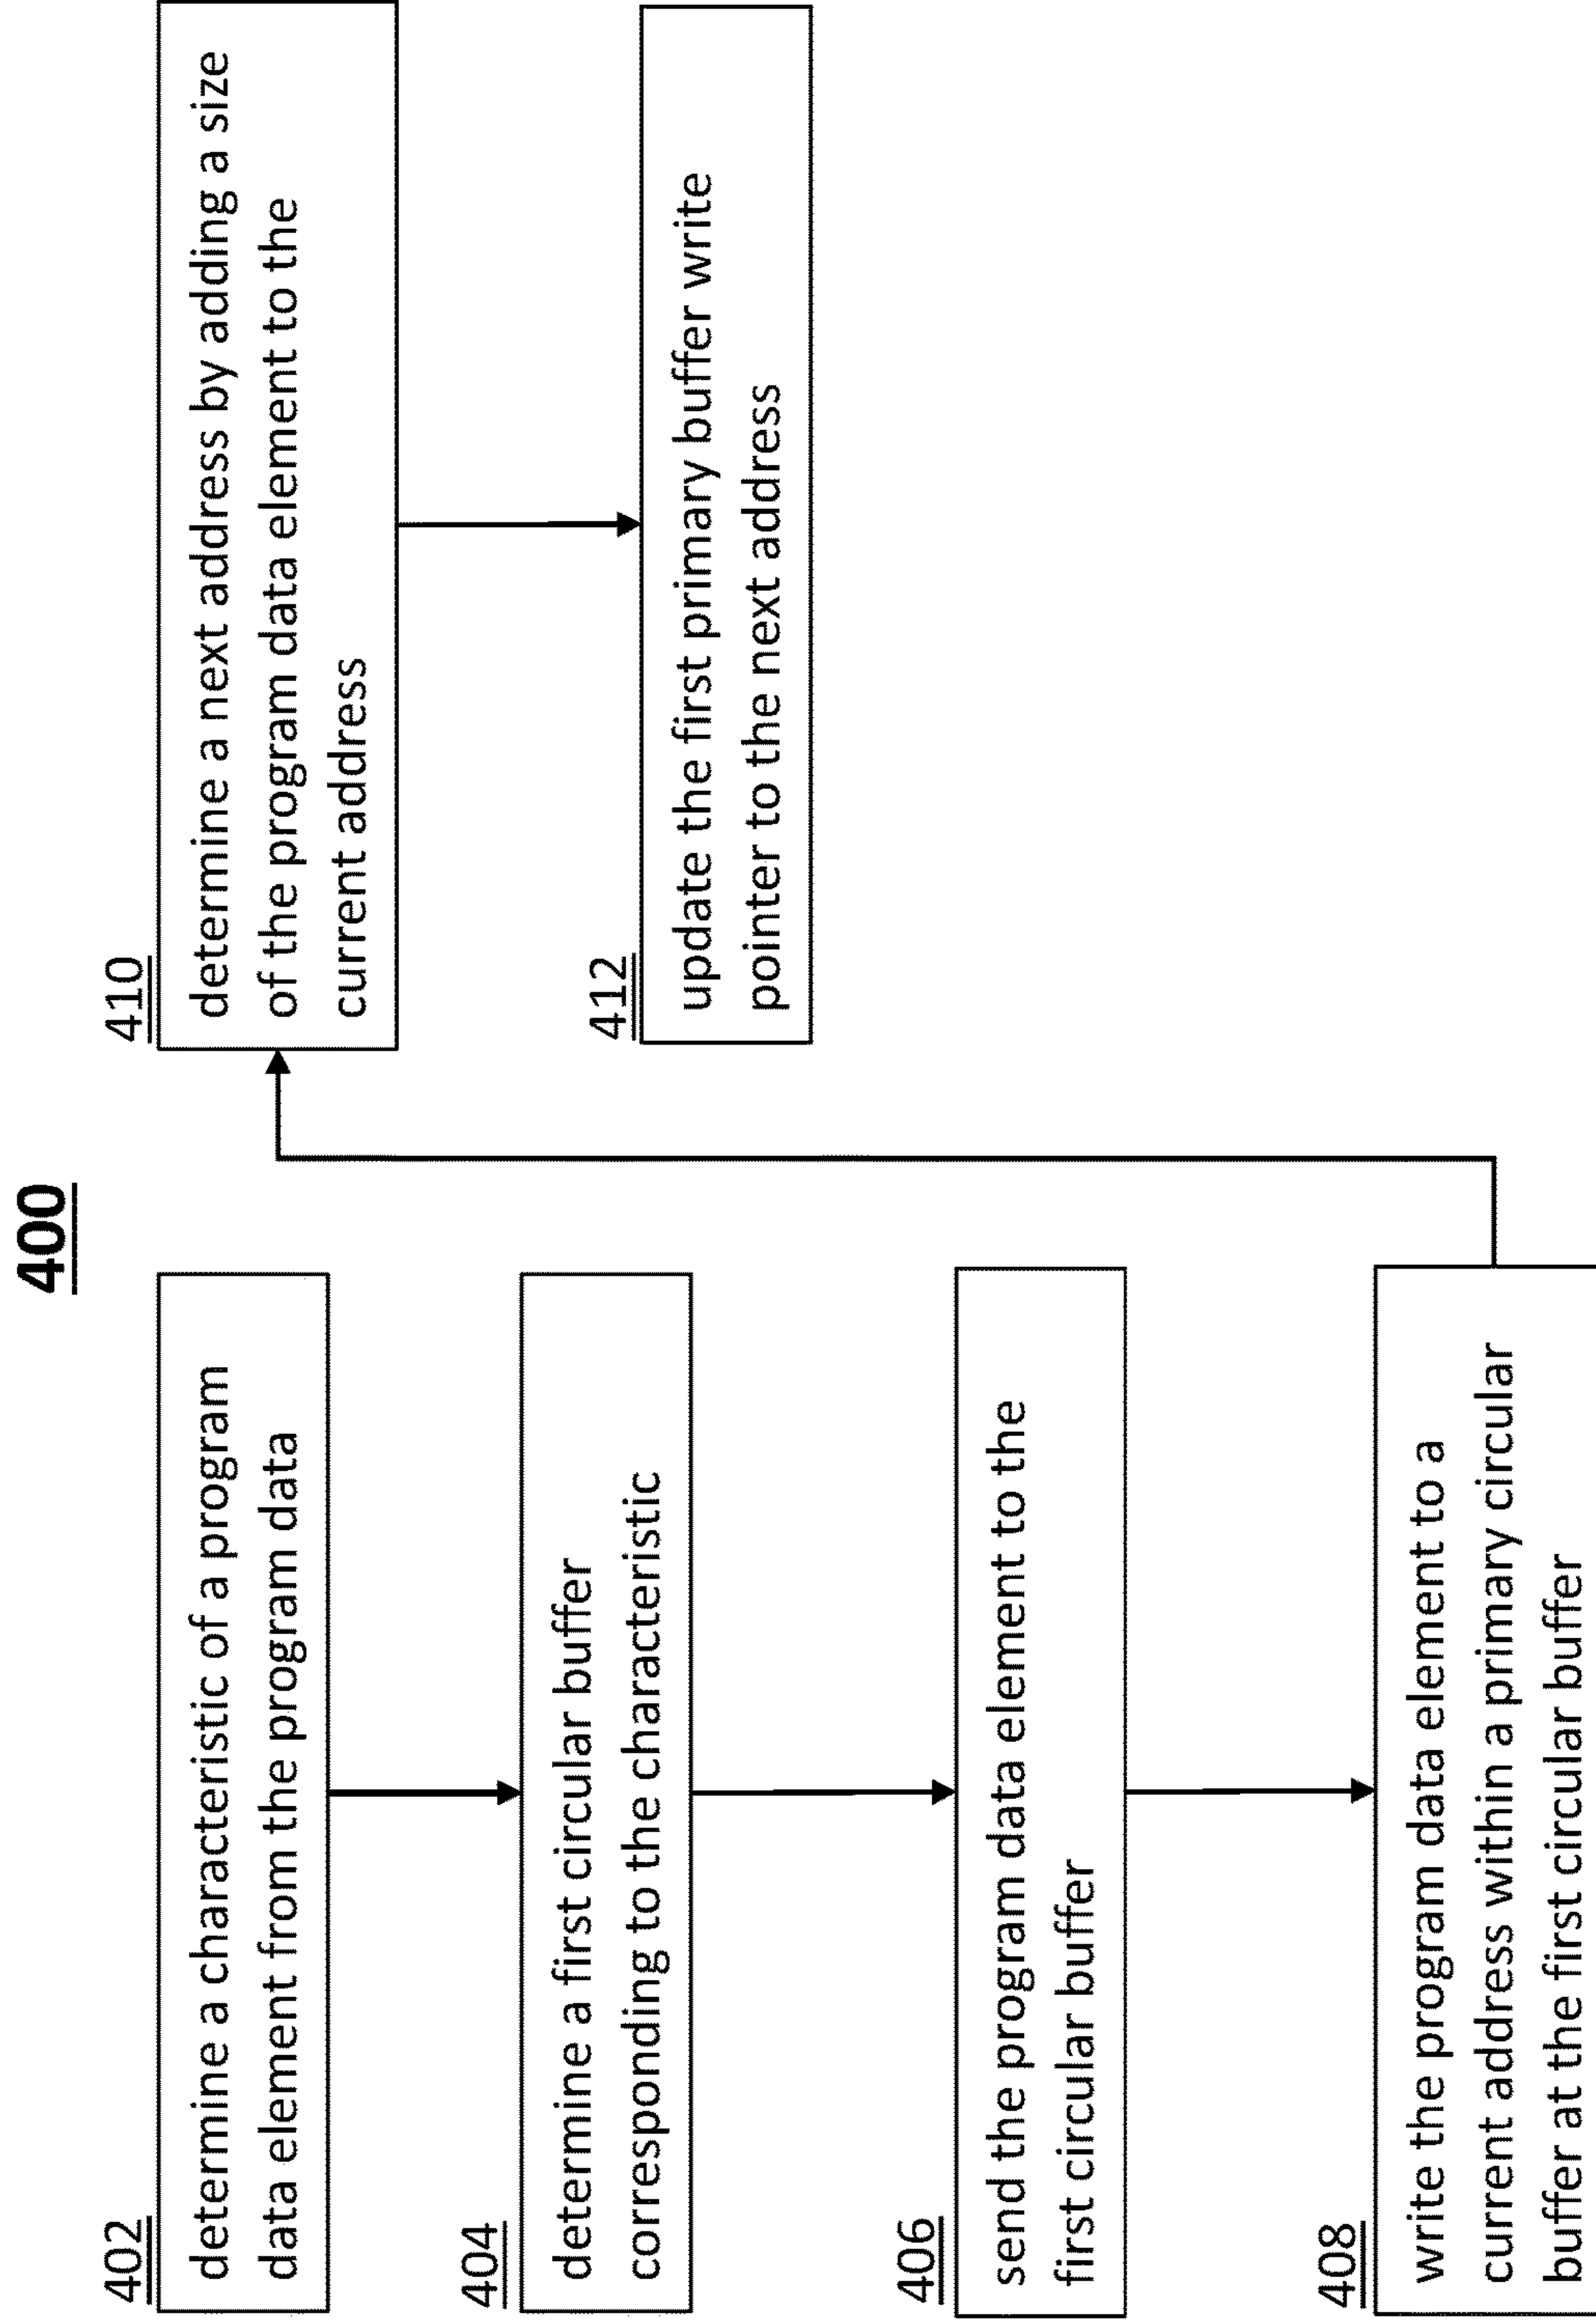 400
402
determine a characteristic of a program
data element from the program data
404
determine a first circular buffer
corresponding to the characteristic
406
send the program data element to the
first circular buffer
408
write the program data element to a
current address within a primary circular
buffer at the first circular buffer
410
determine a next address by adding a size
of the program data element to the
current address
412
update the first primary buffer write
pointer to the next address